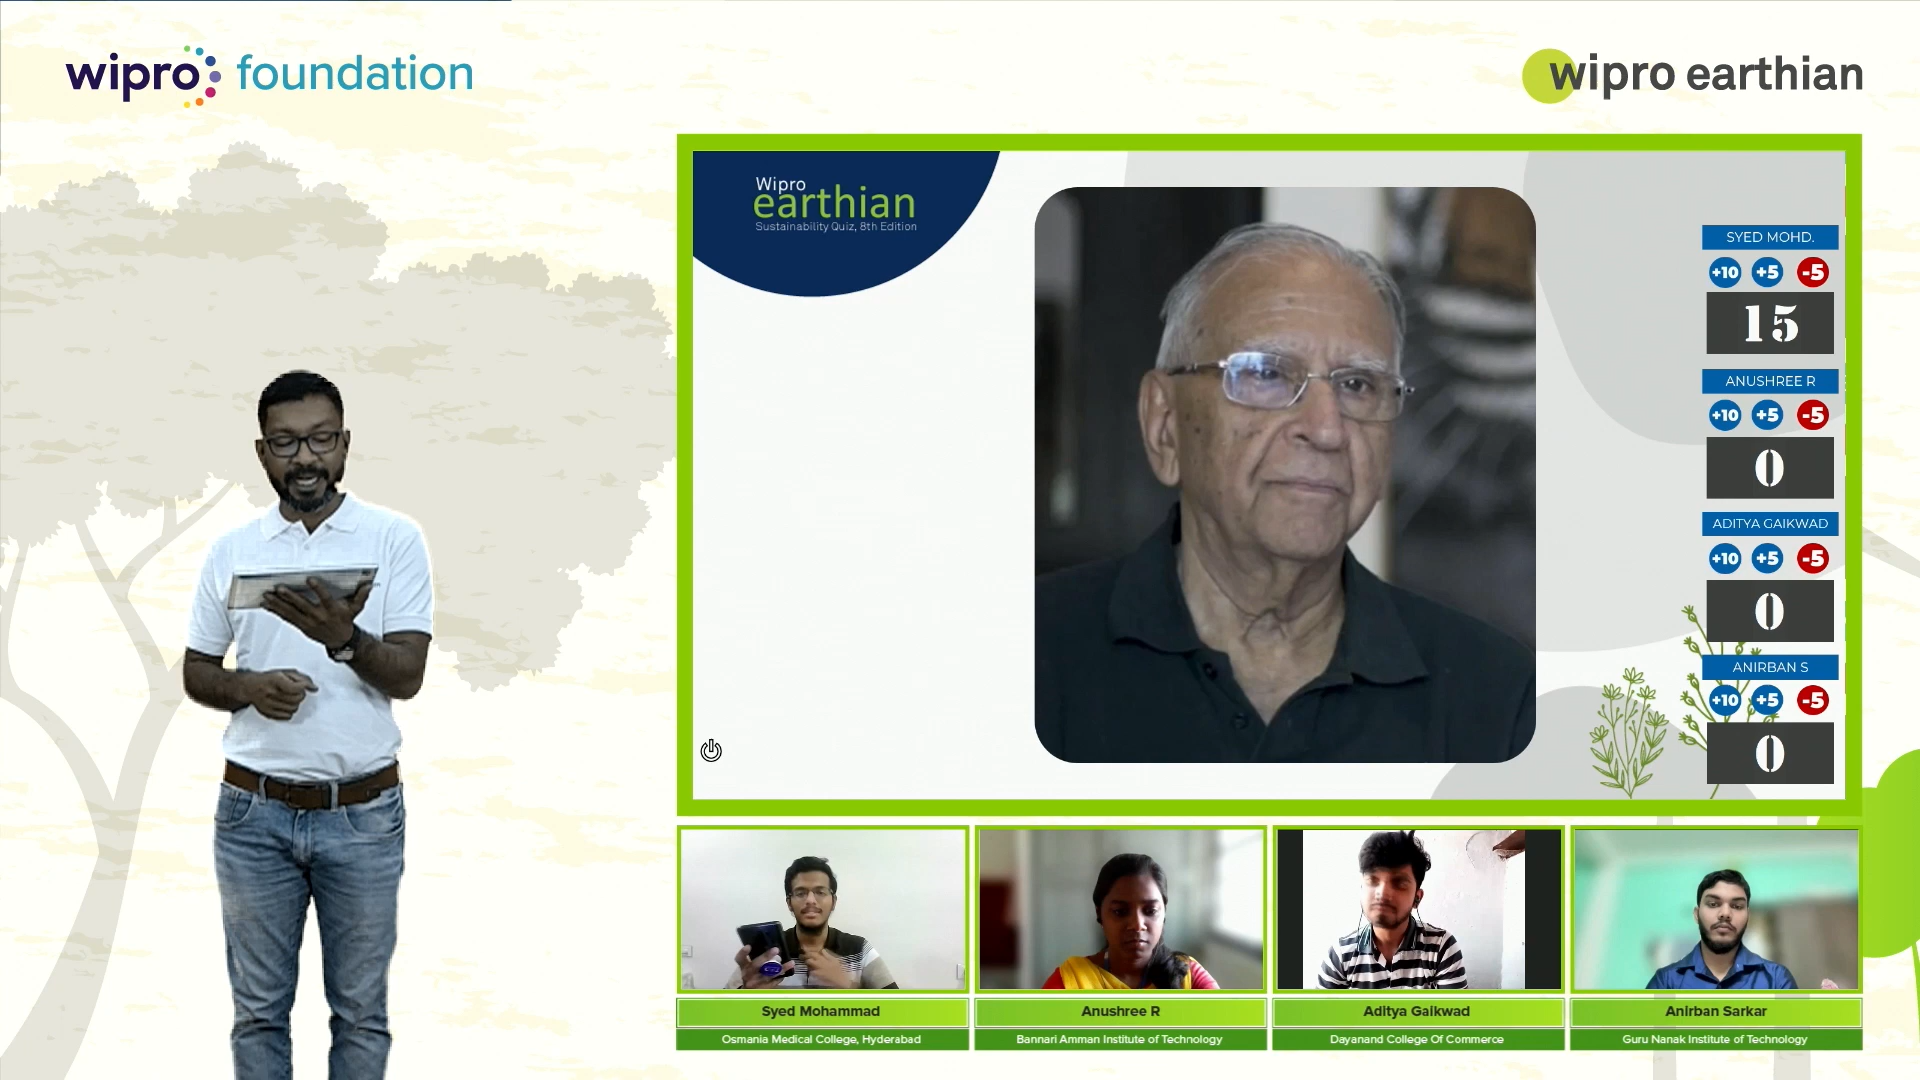 wipro foundation
wipro earthian
Wipro
earthian
Sustainability Quiz, 8th Edition
SYED MOHD.
+10 +5 -5
15
ANUSHREE R
+10 +5 -5
0
ADITYA GAIKWAD
+10 +5 -5
0
ANIRBAN S
+10 +5 -5
0
Syed Mohammad
Osmania Medical College, Hyderabad
Anushree R
Bannari Amman Institute of Technology
Aditya Gaikwad
Dayanand College Of Commerce
Anirban Sarkar
Guru Nanak Institute of Technology